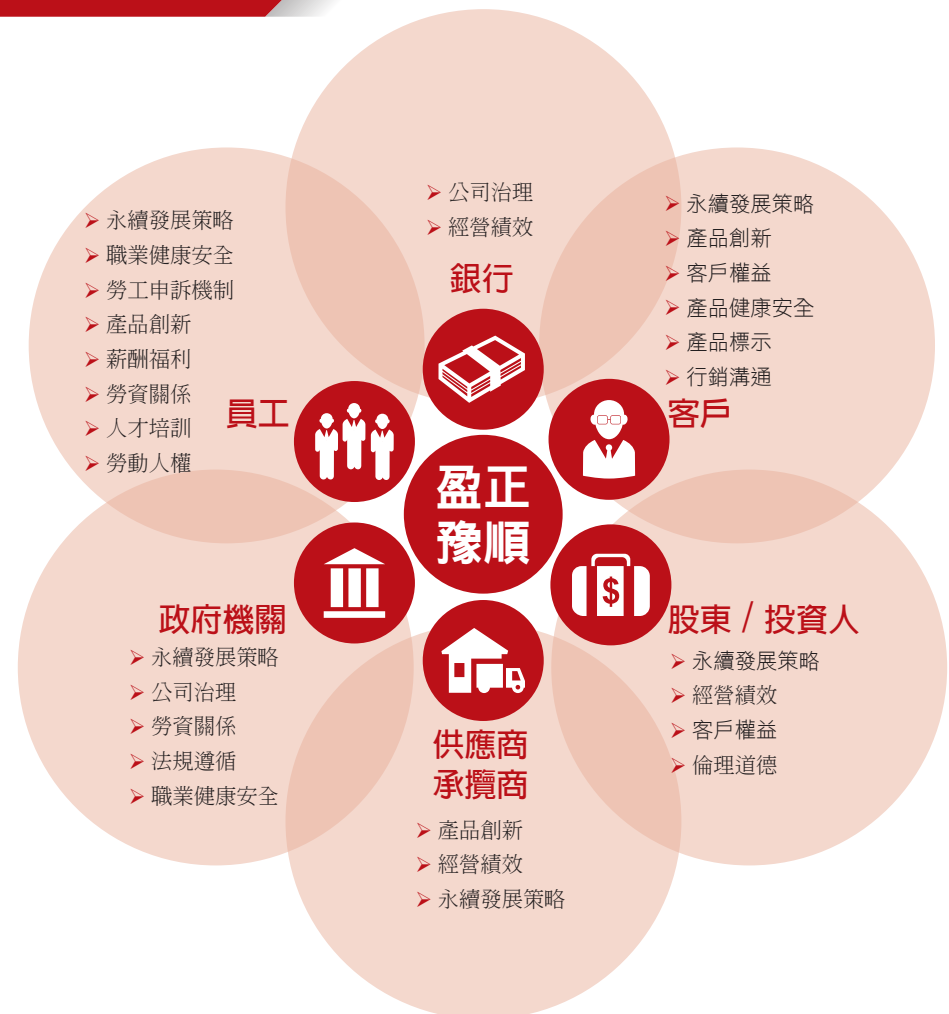 公司治理
經營績效
銀行
永續發展策略
職業健康安全
勞工申訴機制
產品創新
薪酬福利
勞資關係
人才培訓
勞動人權
員工
永續發展策略
產品創新
客戶權益
產品健康安全
產品標示
行銷溝通
客戶
盈正
豫順
政府機關
永續發展策略
公司治理
勞資關係
法規遵循
職業健康安全
股東 / 投資人
永續發展策略
經營績效
客戶權益
倫理道德
$
供應商
承攬商
產品創新
經營績效
永續發展策略